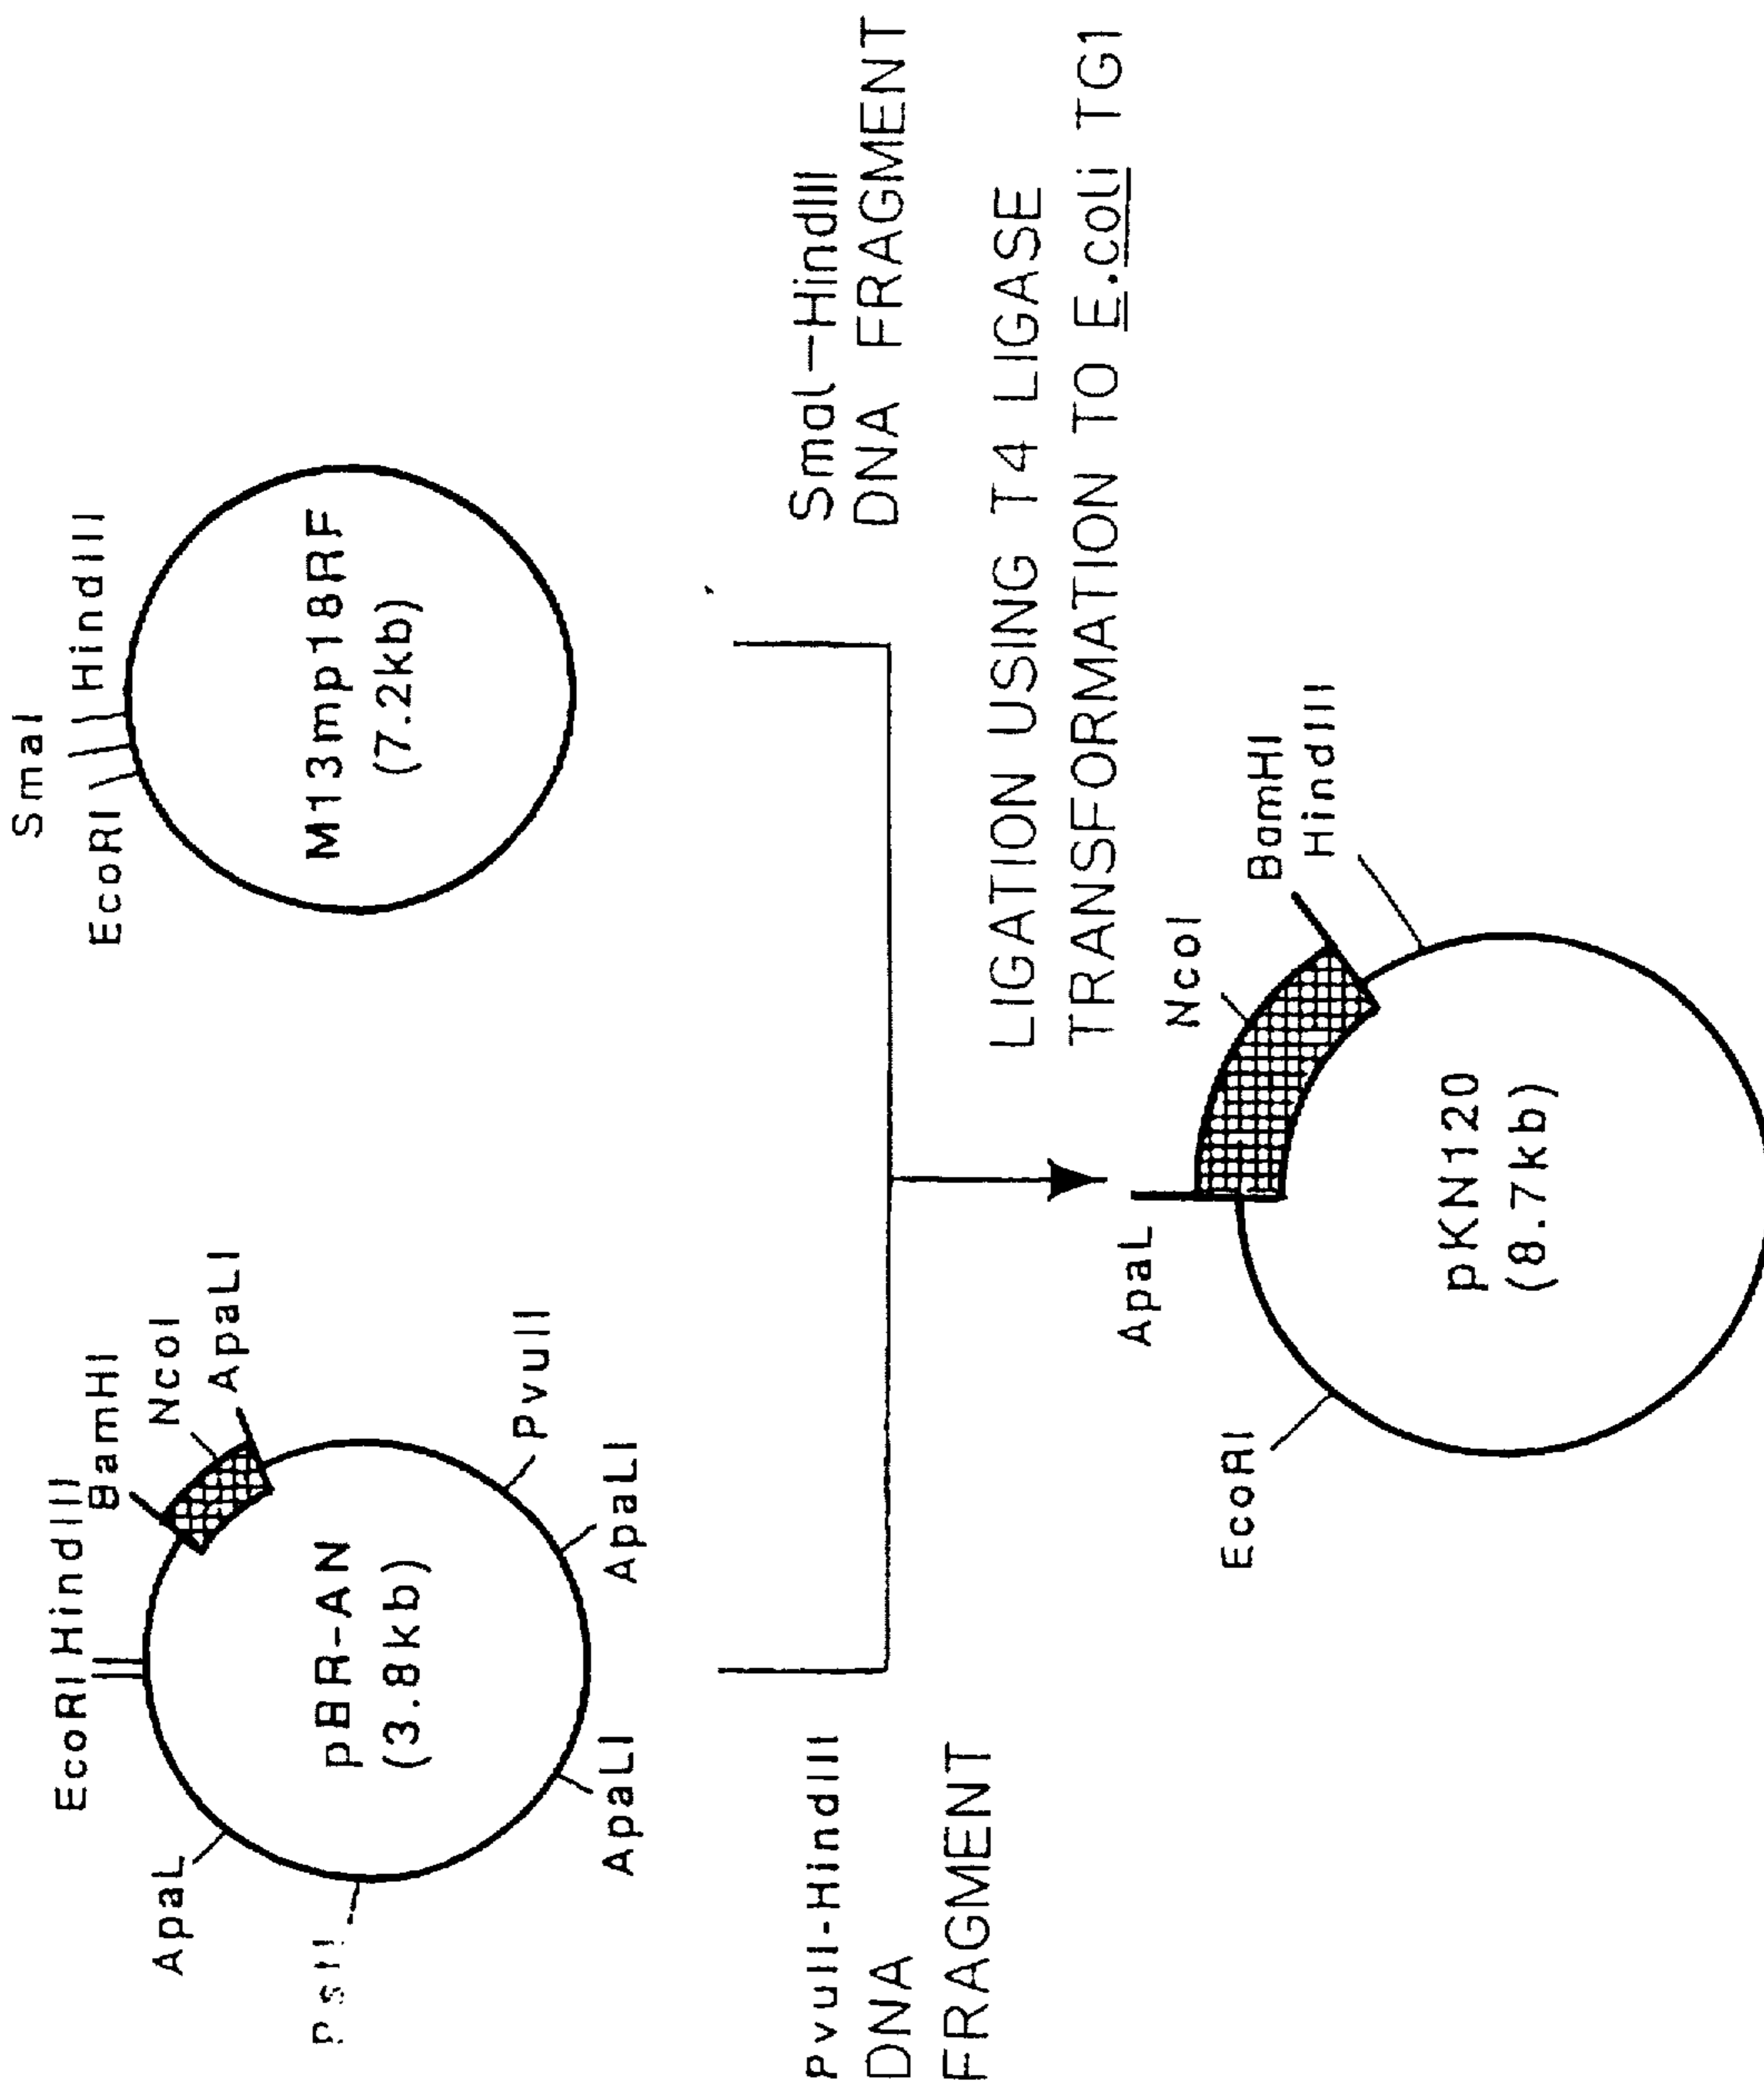 EcoRI HindIII
BamHI
NcoI
ApaLI
ApaL
pBR-AN
(3.8kb)
PvuII
ApaLI
ApaLI
SmaI
EcoRI
HindIII
M13mp18RF
(7.2kb)
PvuII-HindIII
DNA
FRAGMENT
SmaI-HindIII
DNA FRAGMENT
LIGATION USING T4 LIGASE
TRANSFORMATION TO E.coli TG1
ApaL
NcoI
BamHI
HindIII
EcoRI
pKN120
(8.7kb)